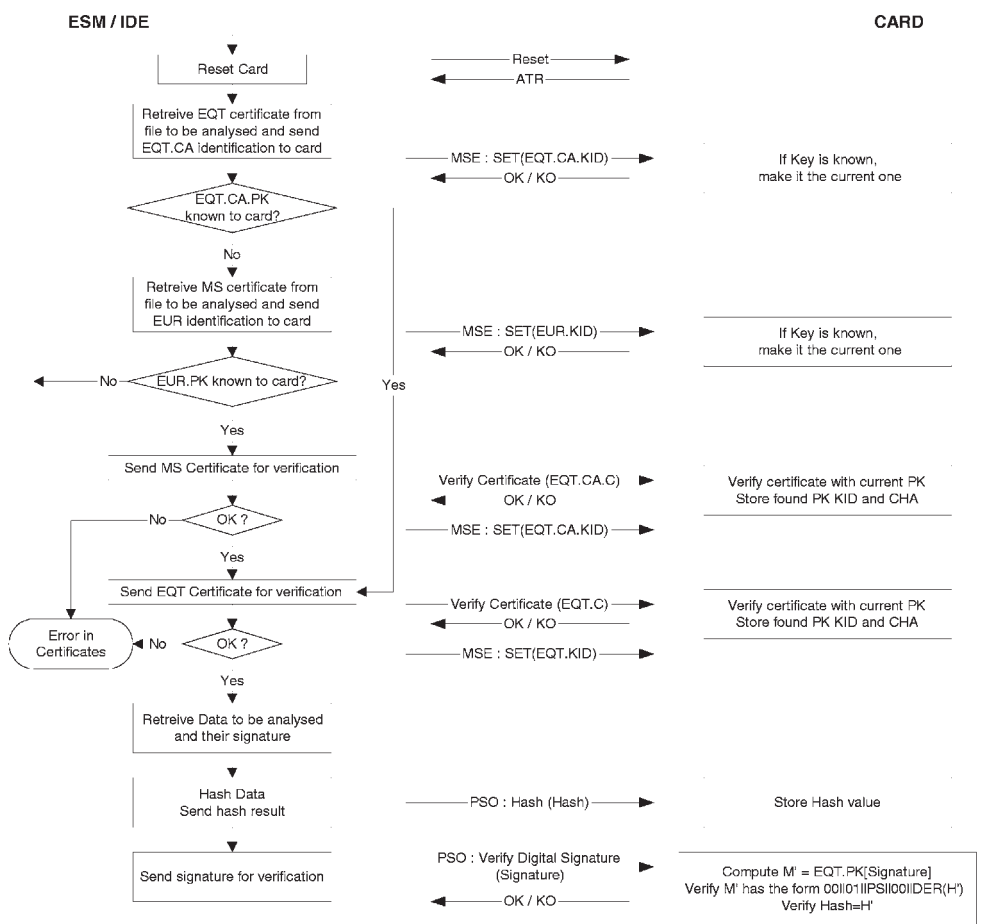 ESM / IDE
CARD
Reset Card
Reset
ATR
Retreive EQT certificate from
file to be analysed and send
EQT.CA identification to card
MSE : SET(EQT.CA.KID)
OK / KO
If Key is known,
make it the current one
EQT.CA.PK
known to card?
No
Retreive MS certificate from
file to be analysed and send
EUR identification to card
MSE : SET(EUR.KID)
OK / KO
If Key is known,
make it the current one
No
EUR.PK known to card?
Yes
Yes
Send MS Certificate for verification
Verify Certificate (EQT.CA.C)
OK / KO
Verify certificate with current PK
Store found PK KID and CHA
No
OK ?
MSE : SET(EQT.CA.KID)
Yes
Send EQT Certificate for verification
Verify Certificate (EQT.C)
OK / KO
Verify certificate with current PK
Store found PK KID and CHA
Error in
Certificates
No
OK ?
MSE : SET(EQT.KID)
Yes
Retreive Data to be analysed
and their signature
Hash Data
Send hash result
PSO : Hash (Hash)
Store Hash value
Send signature for verification
PSO : Verify Digital Signature
(Signature)
OK / KO
Compute M' = EQT.PK[Signature]
Verify M' has the form 00||01||PS||00||DER(H')
Verify Hash=H'